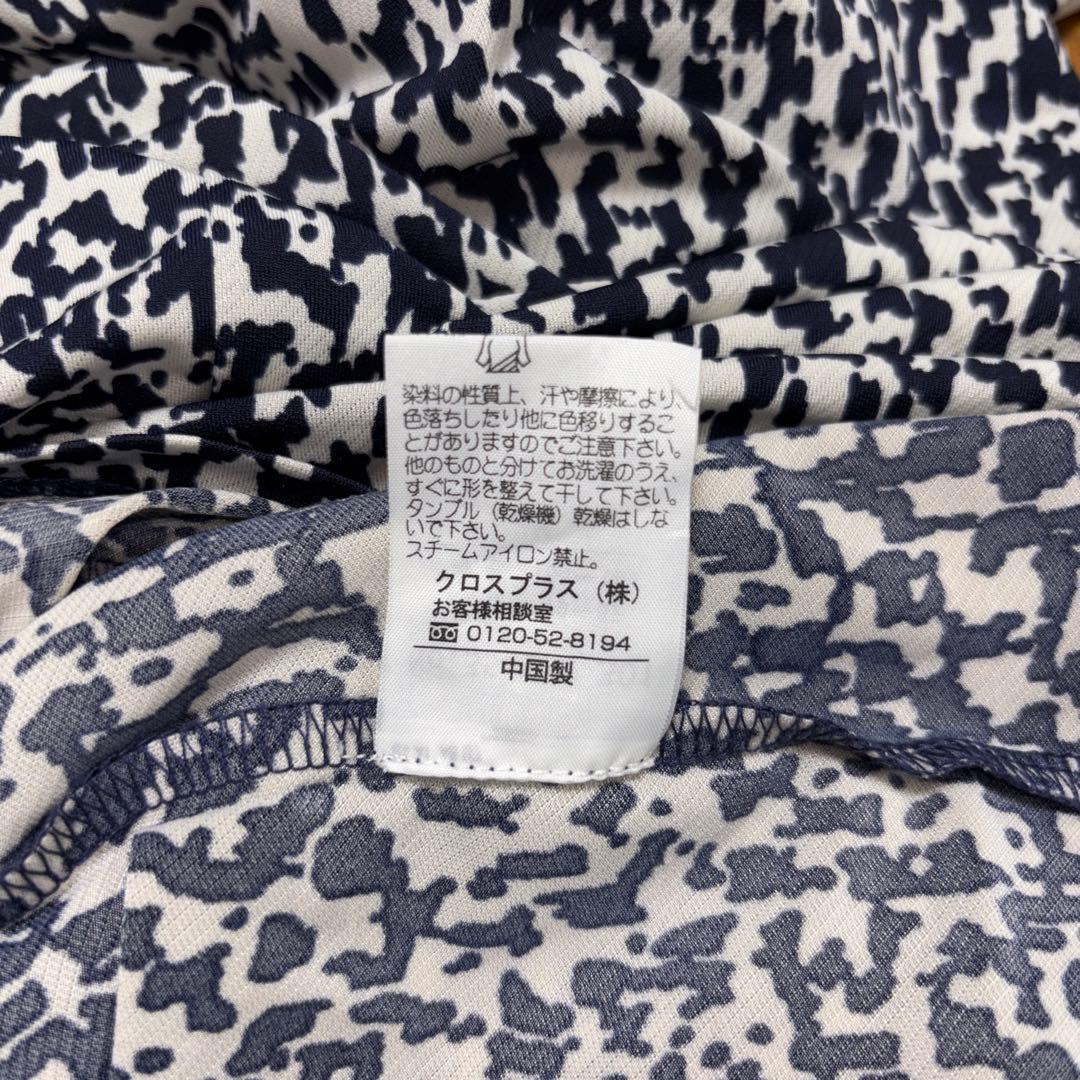 染料の性質上、汗や摩擦により、
色落ちしたり他に色移りするこ
とがありますのでご注意下さい。
他のものと分けてお洗濯のうえ、
すぐに形を整えて干して下さい。
タンブル（乾燥機）乾燥はしな
いで下さい。
スチームアイロン禁止。
クロスプラス（株）
お客様相談室
0120-52-8194
中国製